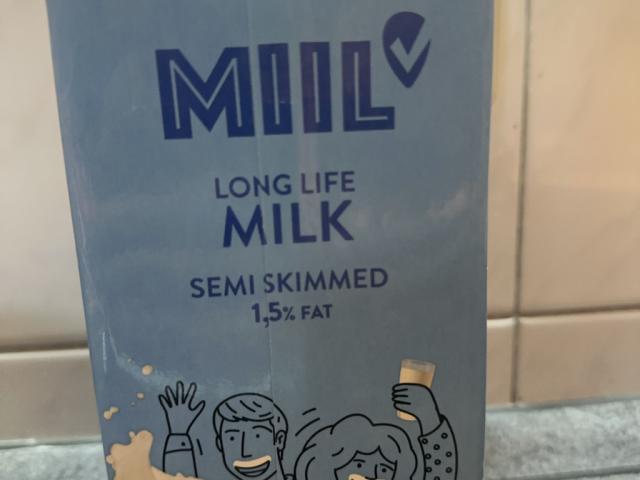 MIIL
LONG LIFE
MILK
SEMI SKIMMED
1,5% FAT